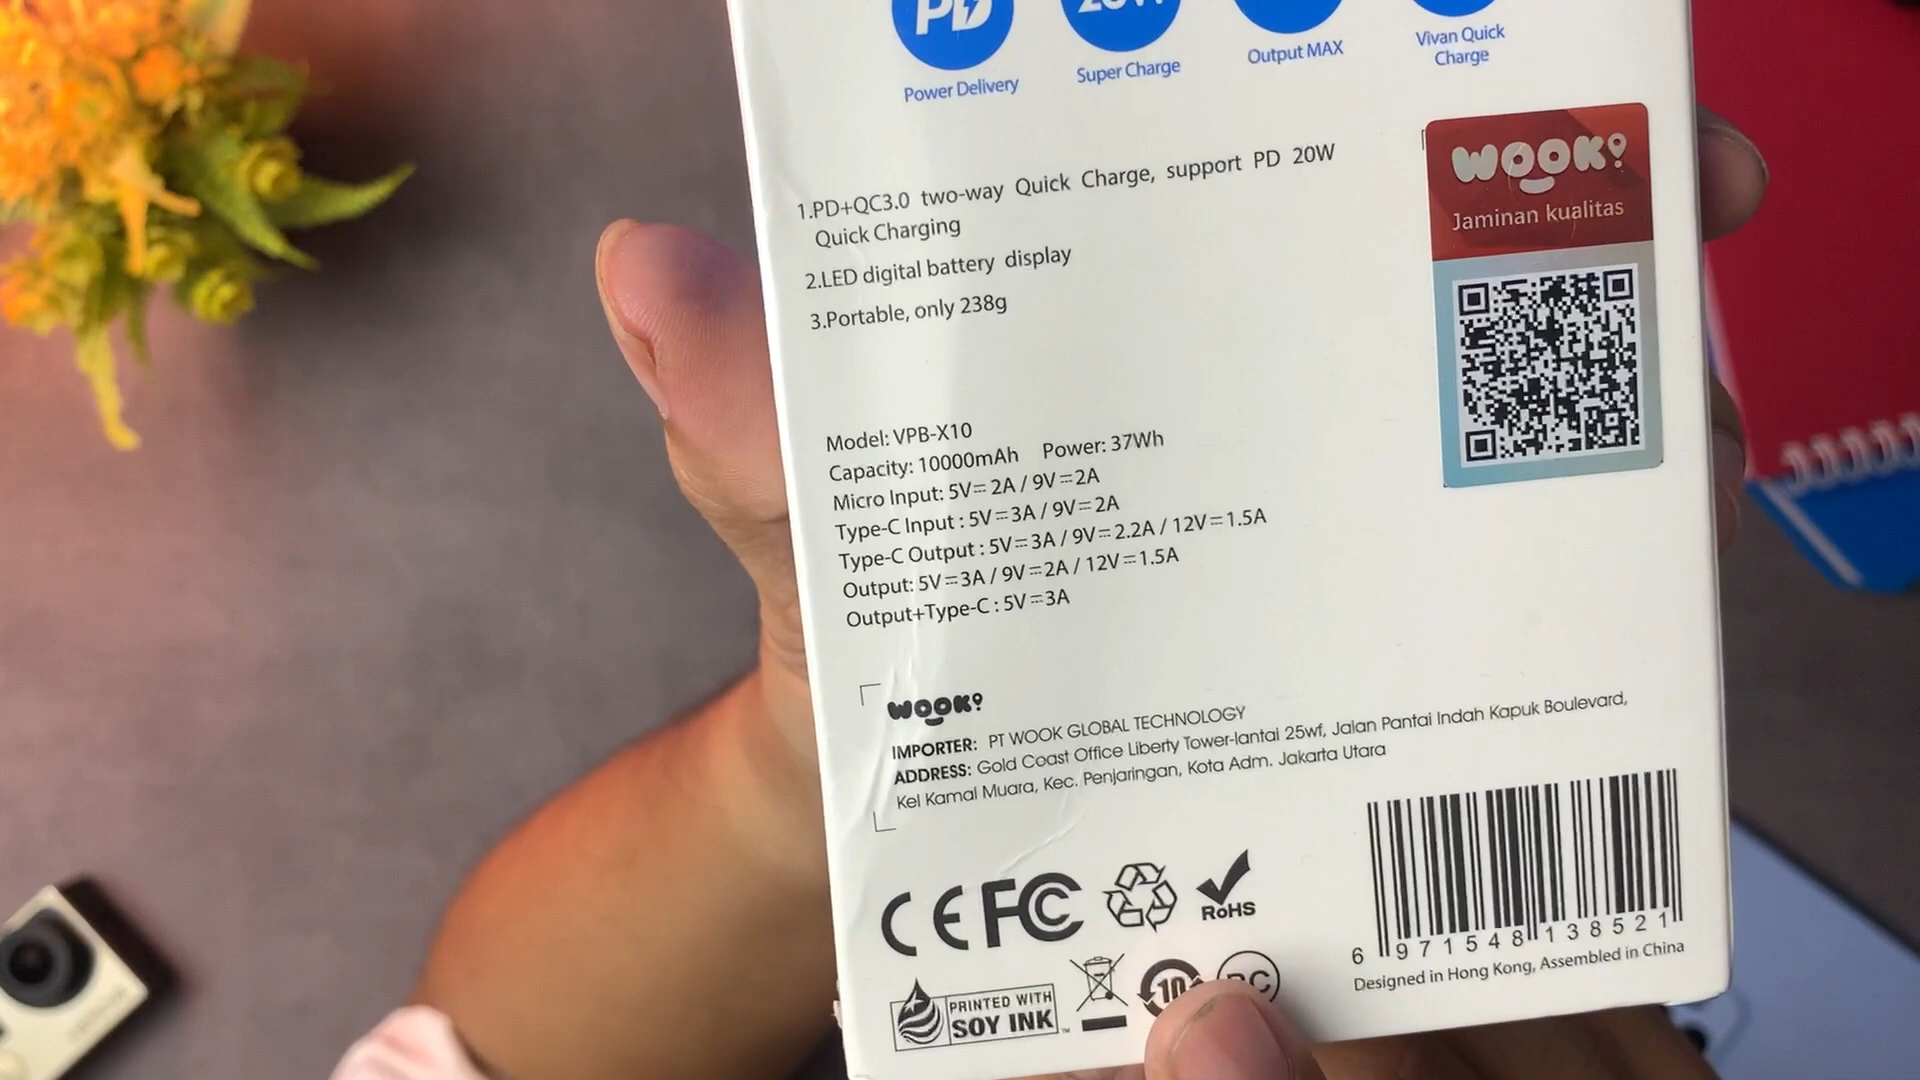 PD
20W
Power Delivery
Super Charge
Output MAX
Vivan Quick
Charge
WOOK
Jaminan kualitas
1.PD+QC3.0 two-way Quick Charge, support PD 20W
Quick Charging
2.LED digital battery display
3.Portable, only 238g
Model: VPB-X10
Capacity: 10000mAh Power: 37Wh
Micro Input: 5V⎓2A / 9V⎓2A
Type-C Input : 5V⎓3A / 9V⎓2A
Type-C Output : 5V⎓3A / 9V⎓2.2A / 12V⎓1.5A
Output: 5V⎓3A / 9V⎓2A / 12V⎓1.5A
Output+Type-C : 5V⎓3A
WOOK
IMPORTER: PT WOOK GLOBAL TECHNOLOGY
ADDRESS: Gold Coast Office Liberty Tower-lantai 25wf, Jalan Pantai Indah Kapuk Boulevard,
Kel Kamal Muara, Kec. Penjaringan, Kota Adm. Jakarta Utara
CE FC
RoHS
6 971548 138521
Designed in Hong Kong, Assembled in China
PRINTED WITH
SOY INK™
10